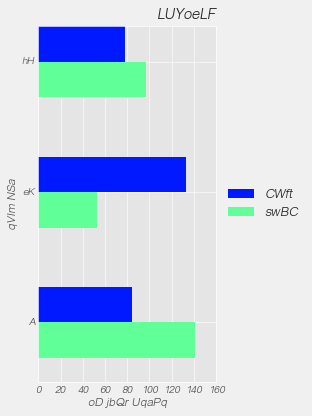 LUYoeLF
hH
eK
A
qVlm NSa
0 20 40 60 80 100 120 140 160
oD jbQr UqaPq
CWft
swBC